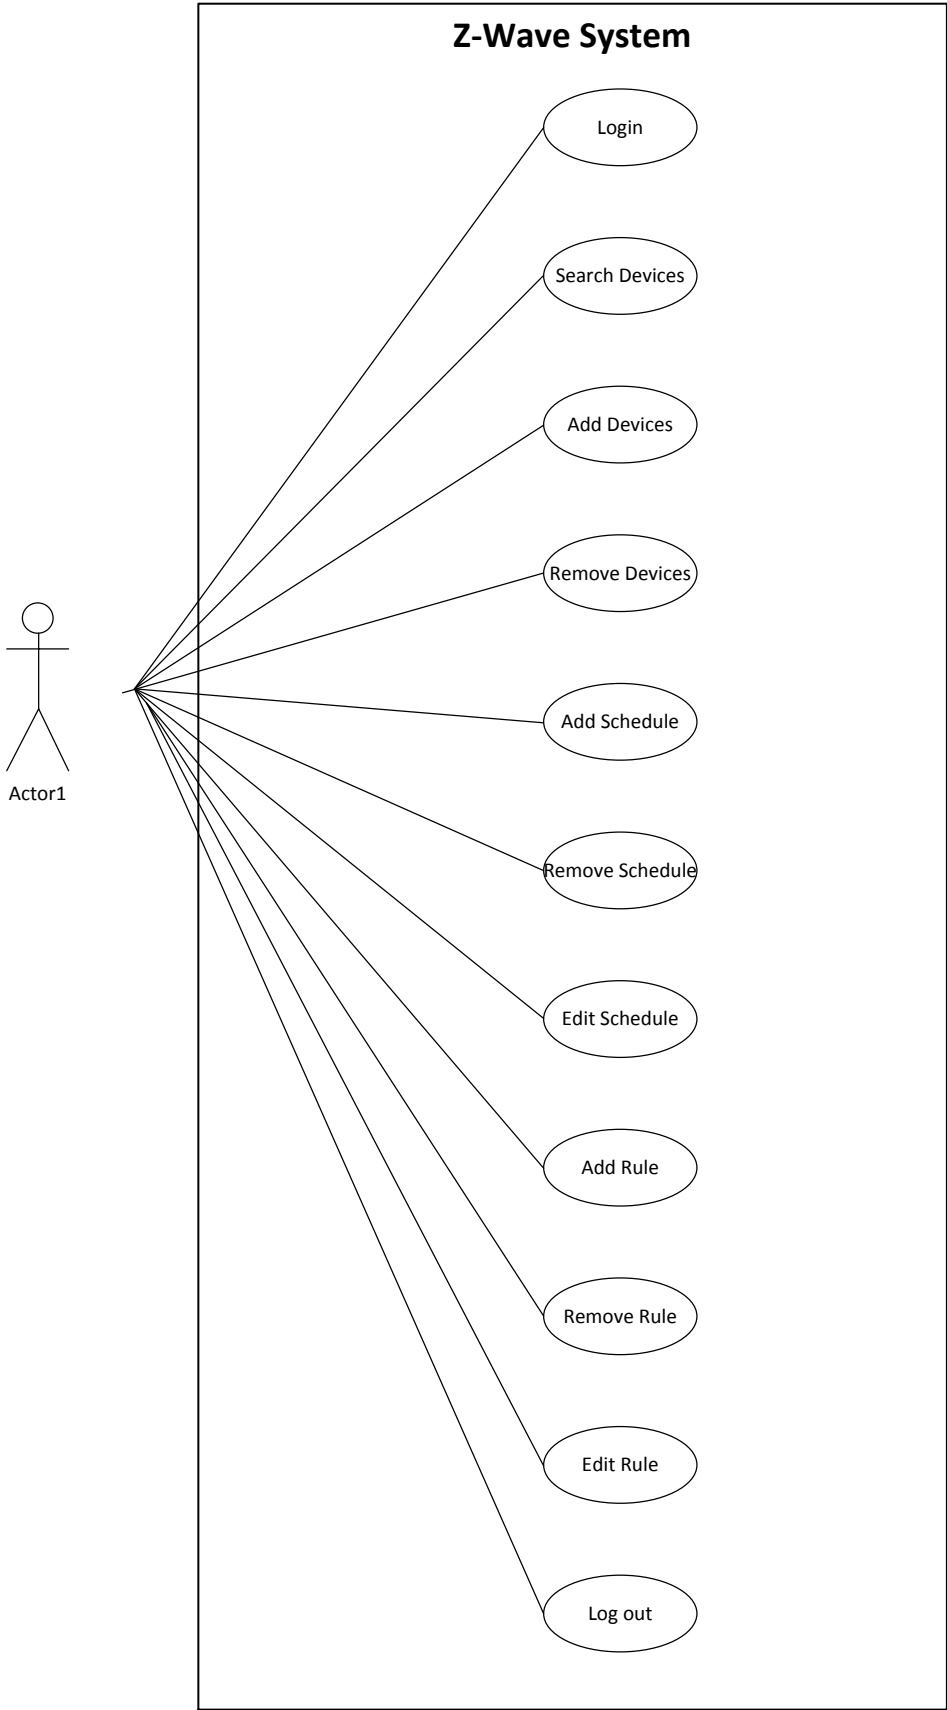 Z-Wave System
Login
Search Devices
Add Devices
Remove Devices
Add Schedule
Actor1
Remove Schedule
Edit Schedule
Add Rule
Remove Rule
Edit Rule
Log out